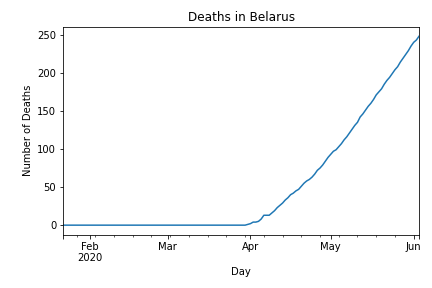 Deaths in Belarus
250
200
150
100
50
0
Number of Deaths
Feb
2020
Mar
Apr
May
Jun
Day